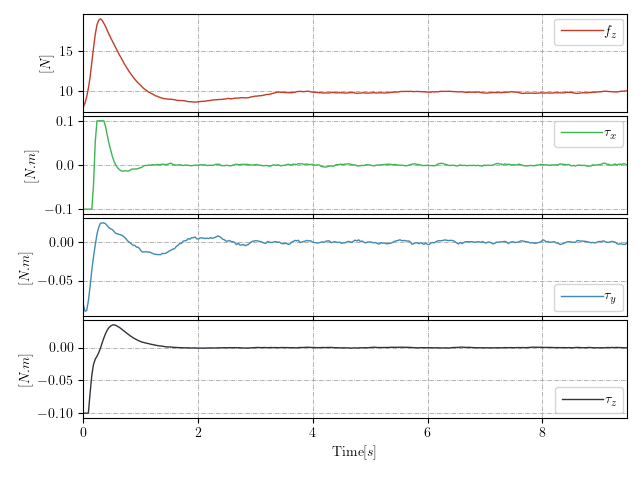 15
10
[N]
f_z
0.1
0.0
−0.1
[N.m]
τ_x
0.00
−0.05
[N.m]
τ_y
0.00
−0.05
−0.10
[N.m]
τ_z
0 2 4 6 8
Time[s]